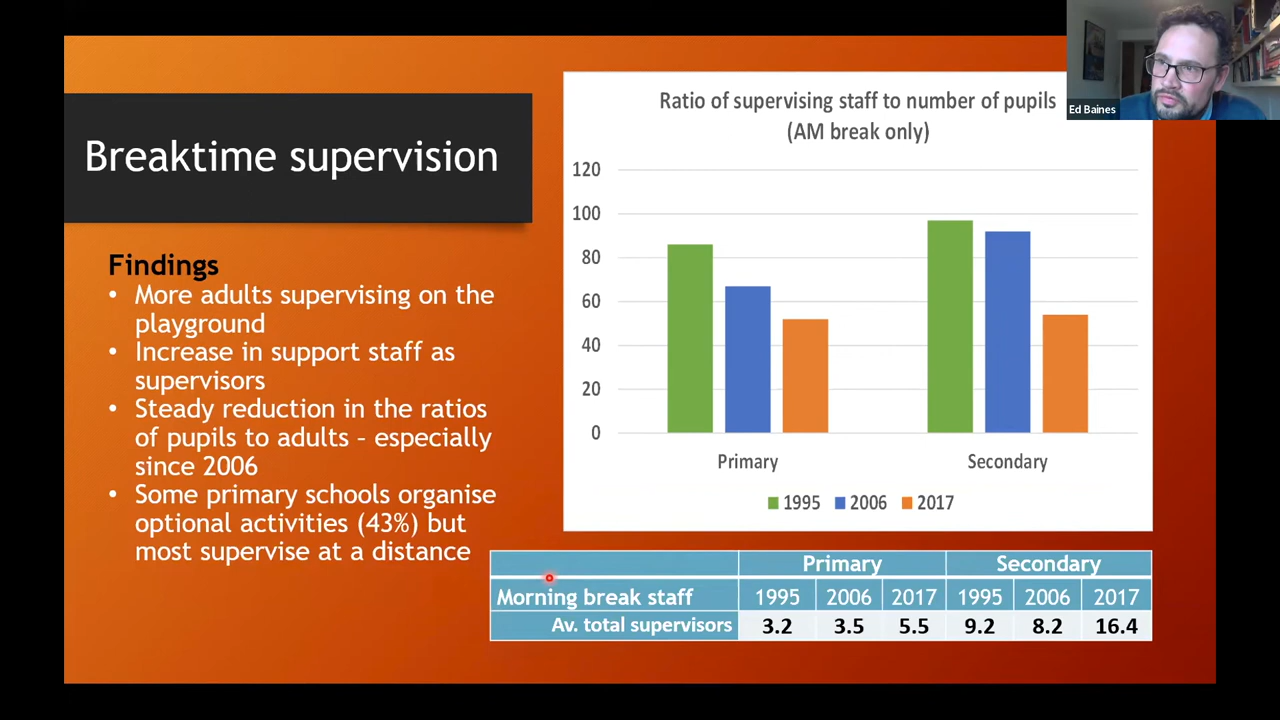 Ed Baines
Breaktime supervision
Findings
• More adults supervising on the
playground
• Increase in support staff as
supervisors
• Steady reduction in the ratios
of pupils to adults – especially
since 2006
• Some primary schools organise
optional activities (43%) but
most supervise at a distance
Ratio of supervising staff to number of pupils
(AM break only)
120
100
80
60
40
20
0
Primary Secondary
1995 2006 2017
Primary Secondary
Morning break staff 1995 2006 2017 1995 2006 2017
Av. total supervisors 3.2 3.5 5.5 9.2 8.2 16.4